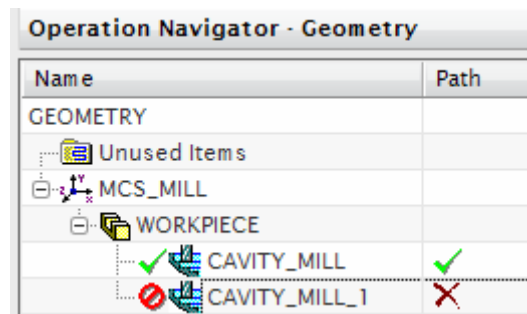 Operation Navigator - Geometry
Name Path
GEOMETRY
Unused Items
MCS_MILL
WORKPIECE
CAVITY_MILL
CAVITY_MILL_1